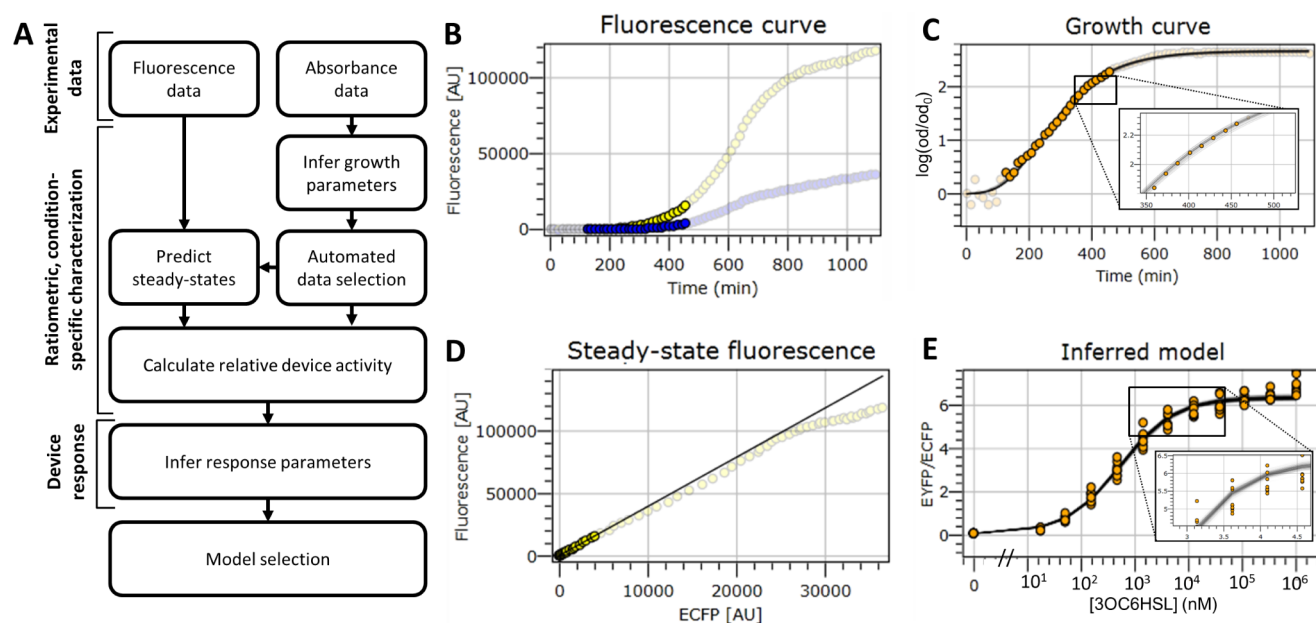 A
Experimental
data
Ratiometric, condition-
specific characterization
Device
response
Fluorescence
data
Absorbance
data
Infer growth
parameters
Predict
steady-states
Automated
data selection
Calculate relative device activity
Infer response parameters
Model selection
B
Fluorescence curve
Fluorescence [AU]
100000
50000
0
0 200 400 600 800 1000
Time (min)
C
Growth curve
log(od/od₀)
2
1
0
2.2
2
350 400 450 500
0 200 400 600 800 1000
Time (min)
D
Steady-state fluorescence
Fluorescence [AU]
100000
50000
0
0 10000 20000 30000
ECFP [AU]
E
Inferred model
EYFP/ECFP
6
4
2
0
6.5
6
5.5
5
3 3.5 4 4.5
0 // 10¹ 10² 10³ 10⁴ 10⁵ 10⁶
[3OC6HSL] (nM)